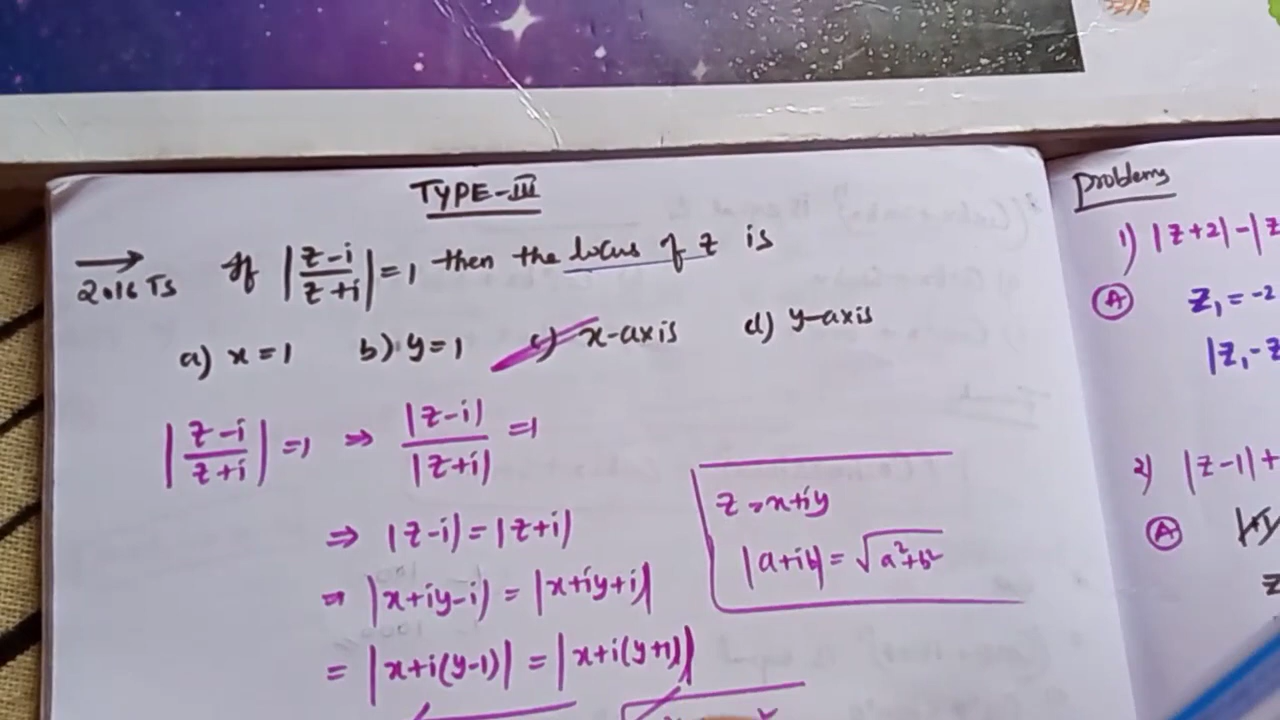 TYPE-III
2016 TS If |z-i/z+i|=1 then the locus of z is
a) x=1 b) y=1 c) x-axis d) y-axis
|z-i/z+i|=1 ⇒ |z-i|/|z+i| =1
⇒ |z-i|=|z+i|
⇒ |x+iy-i|=|x+iy+i|
= |x+i(y-1)|=|x+i(y+1)|
z=x+iy
|a+ib|=√a²+b²
Problems
1) |z+2|-|z
A z₁=-2
|z₁-z
2) |z-1|+
A